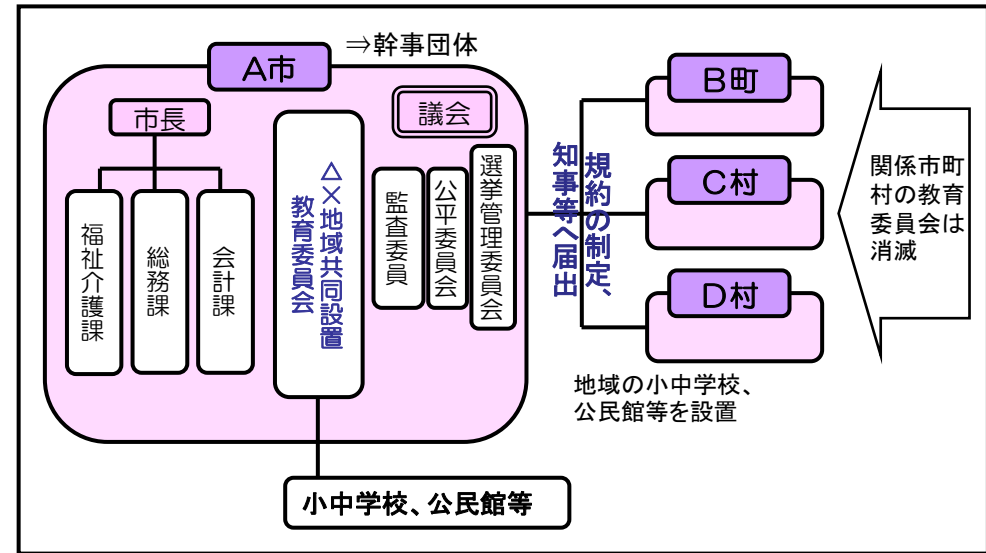 A市
⇒幹事団体
市長
議会
福祉介護課
総務課
会計課
△×地域共同設置
教育委員会
監査委員
公平委員会
選挙管理委員会
規約の制定、
知事等へ届出
B町
C村
D村
関係市町
村の教育
委員会は
消滅
地域の小中学校、
公民館等を設置
小中学校、公民館等